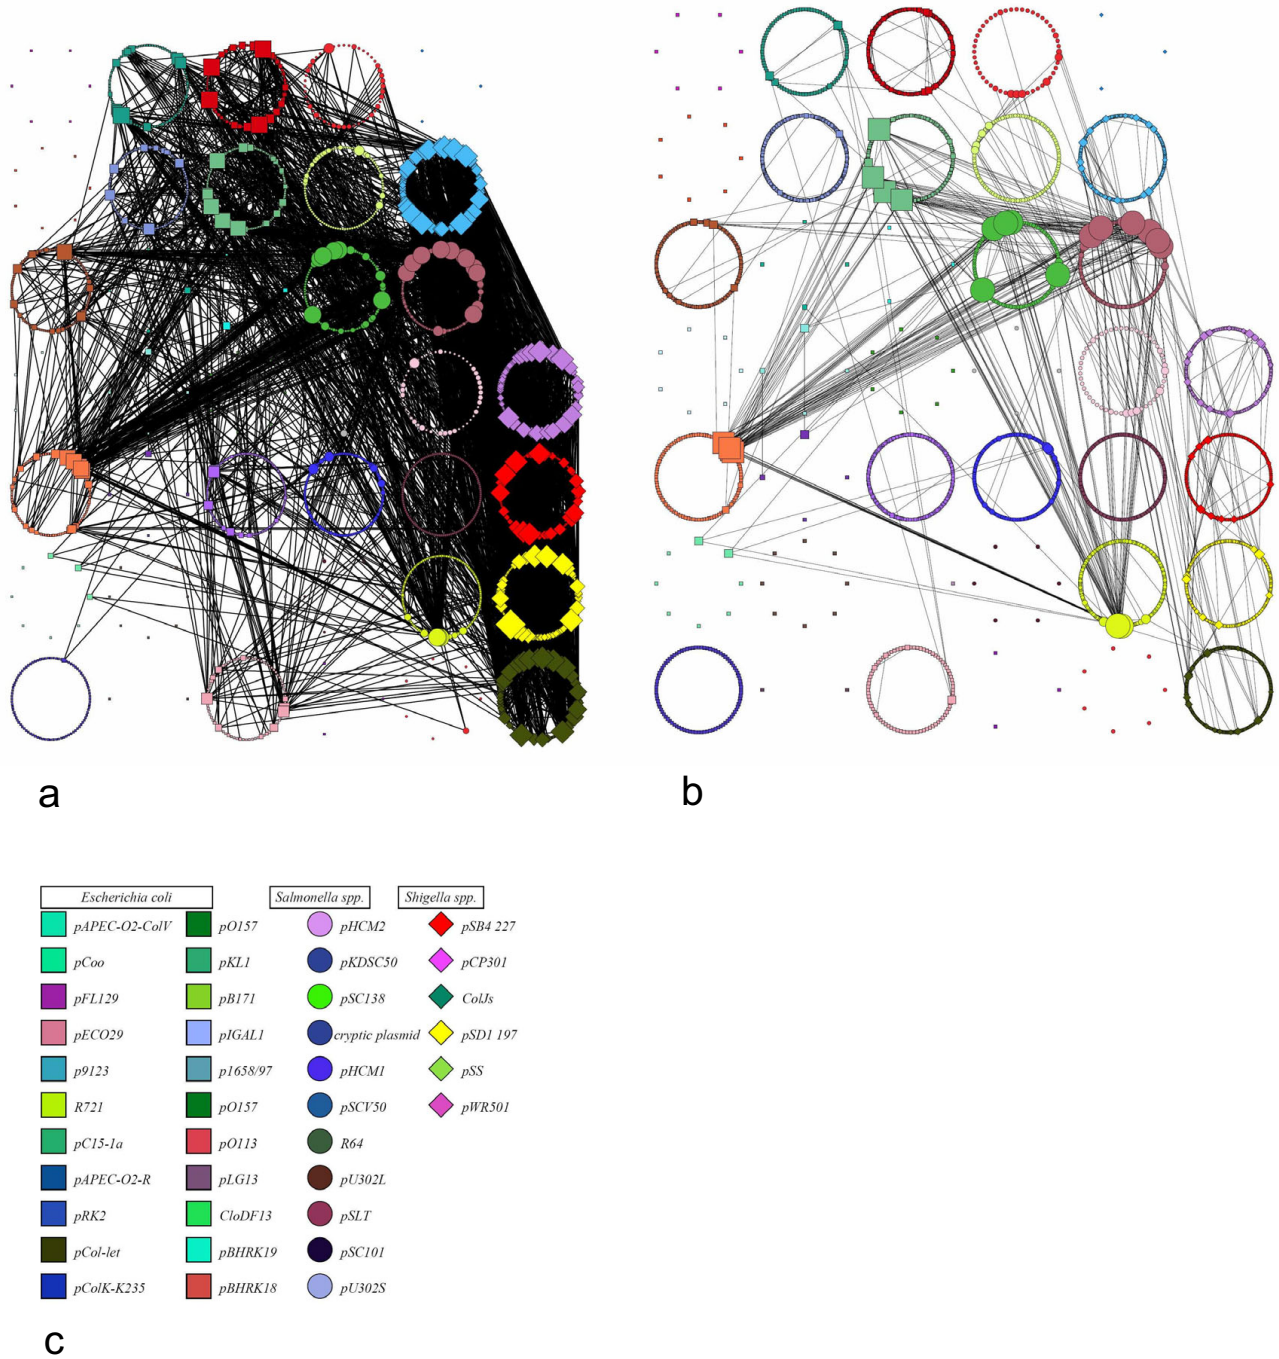 a
b
Escherichia coli Salmonella spp. Shigella spp.
pAPEC-O2-ColV pO157 pHCM2 pSB4 227
pCoo pKL1 pKDSC50 pCP301
pFL129 pB171 pSC138 ColJs
pECO29 pIGAL1 cryptic plasmid pSD1 197
p9123 p1658/97 pHCM1 pSS
R721 pO157 pSCV50 pWR501
pC15-1a pO113 R64
pAPEC-O2-R pLG13 pU302L
pRK2 CloDF13 pSLT
pCol-let pBHRK19 pSC101
pColK-K235 pBHRK18 pU302S
c